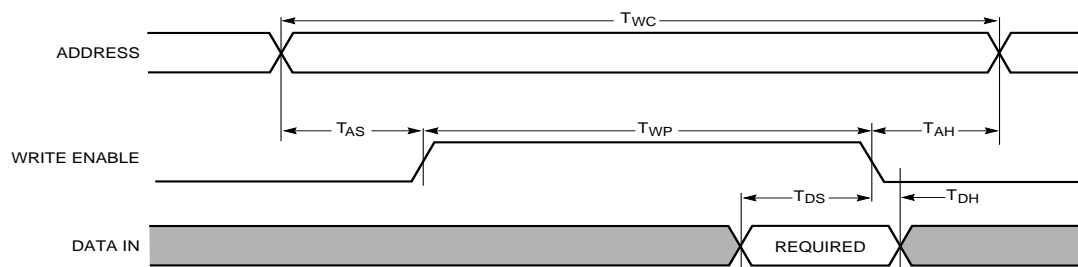 TWC
ADDRESS
TAS
TWP
TAH
WRITE ENABLE
TDS
TDH
DATA IN
REQUIRED